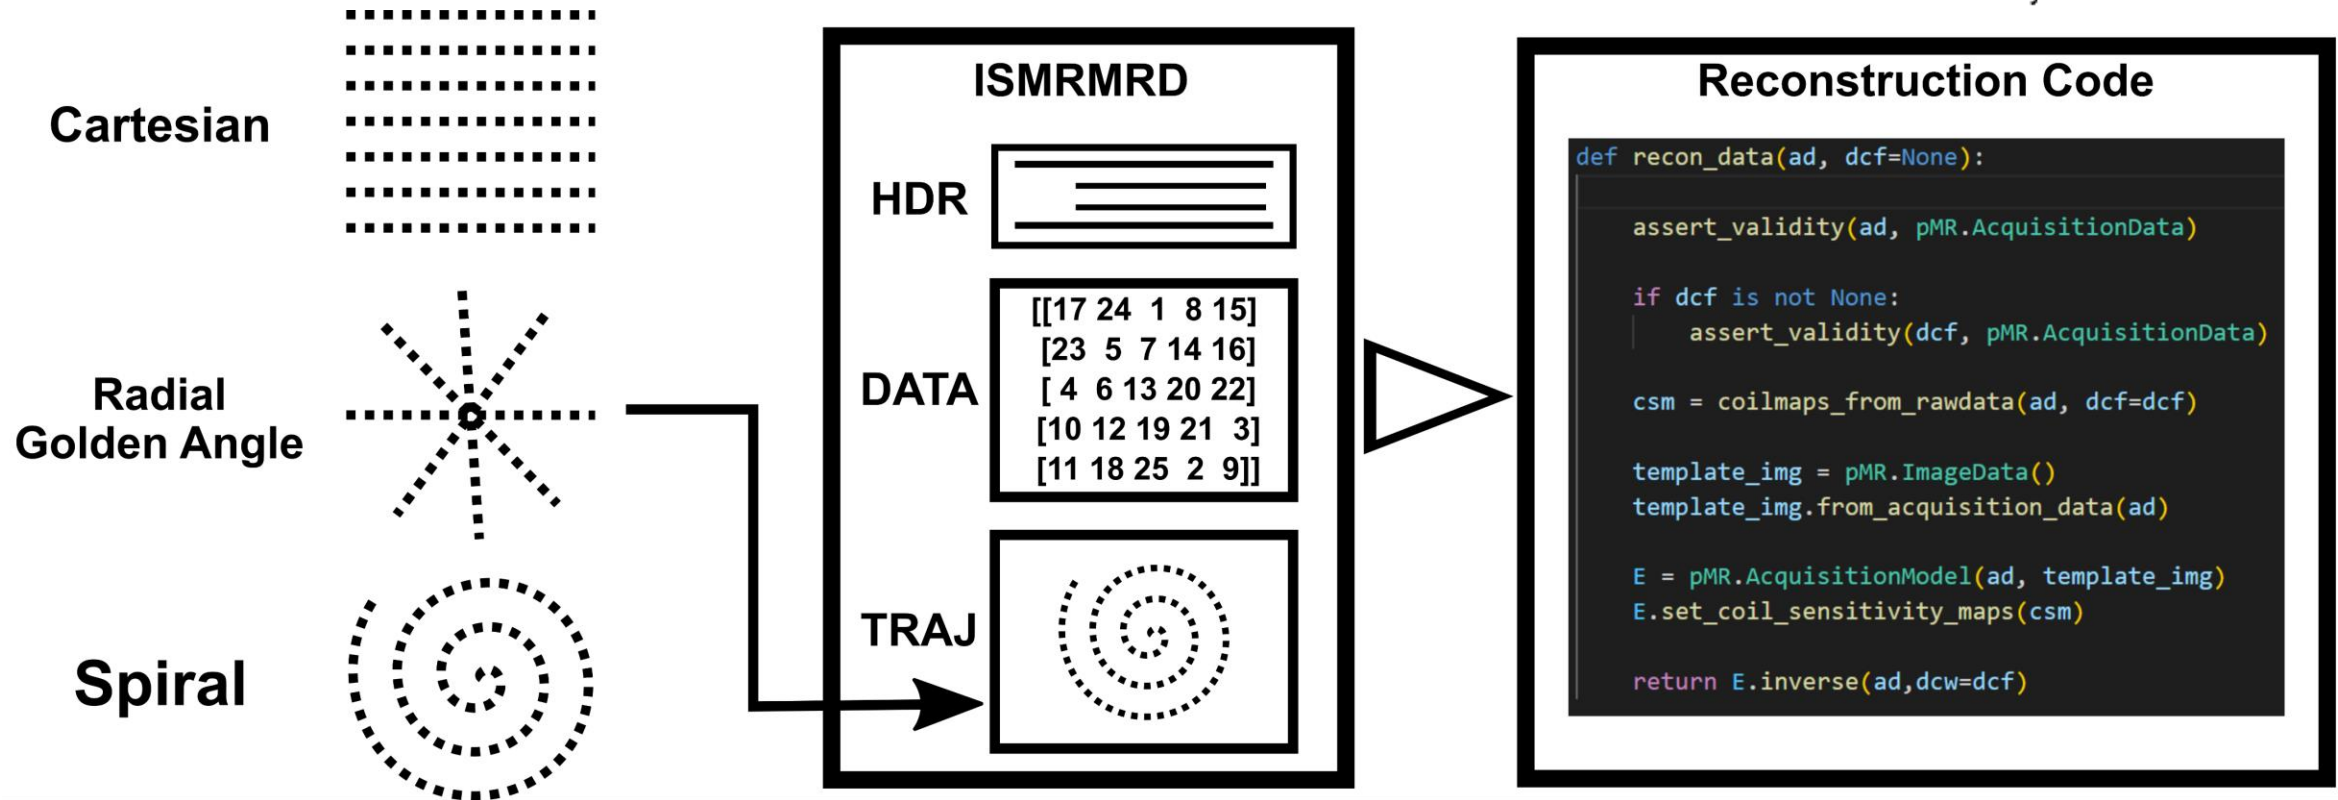 Cartesian
Radial
Golden Angle
Spiral
ISMRMRD
HDR
DATA
[[17 24 1 8 15]
[23 5 7 14 16]
[ 4 6 13 20 22]
[10 12 19 21 3]
[11 18 25 2 9]]
TRAJ
Reconstruction Code
def recon_data(ad, dcf=None):
assert_validity(ad, pMR.AcquisitionData)
if dcf is not None:
assert_validity(dcf, pMR.AcquisitionData)
csm = coilmaps_from_rawdata(ad, dcf=dcf)
template_img = pMR.ImageData()
template_img.from_acquisition_data(ad)
E = pMR.AcquisitionModel(ad, template_img)
E.set_coil_sensitivity_maps(csm)
return E.inverse(ad,dcw=dcf)